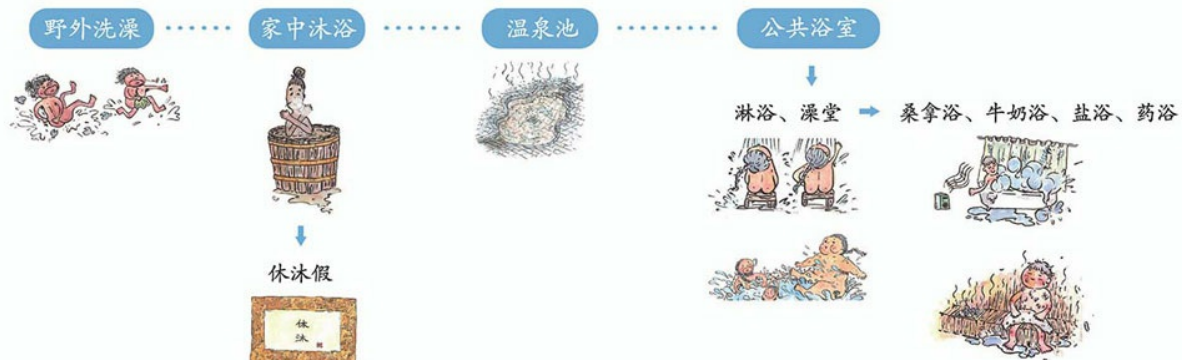 野外洗澡
家中沐浴
温泉池
公共浴室
淋浴、澡堂
桑拿浴、牛奶浴、盐浴、药浴
休沐假
休
沐